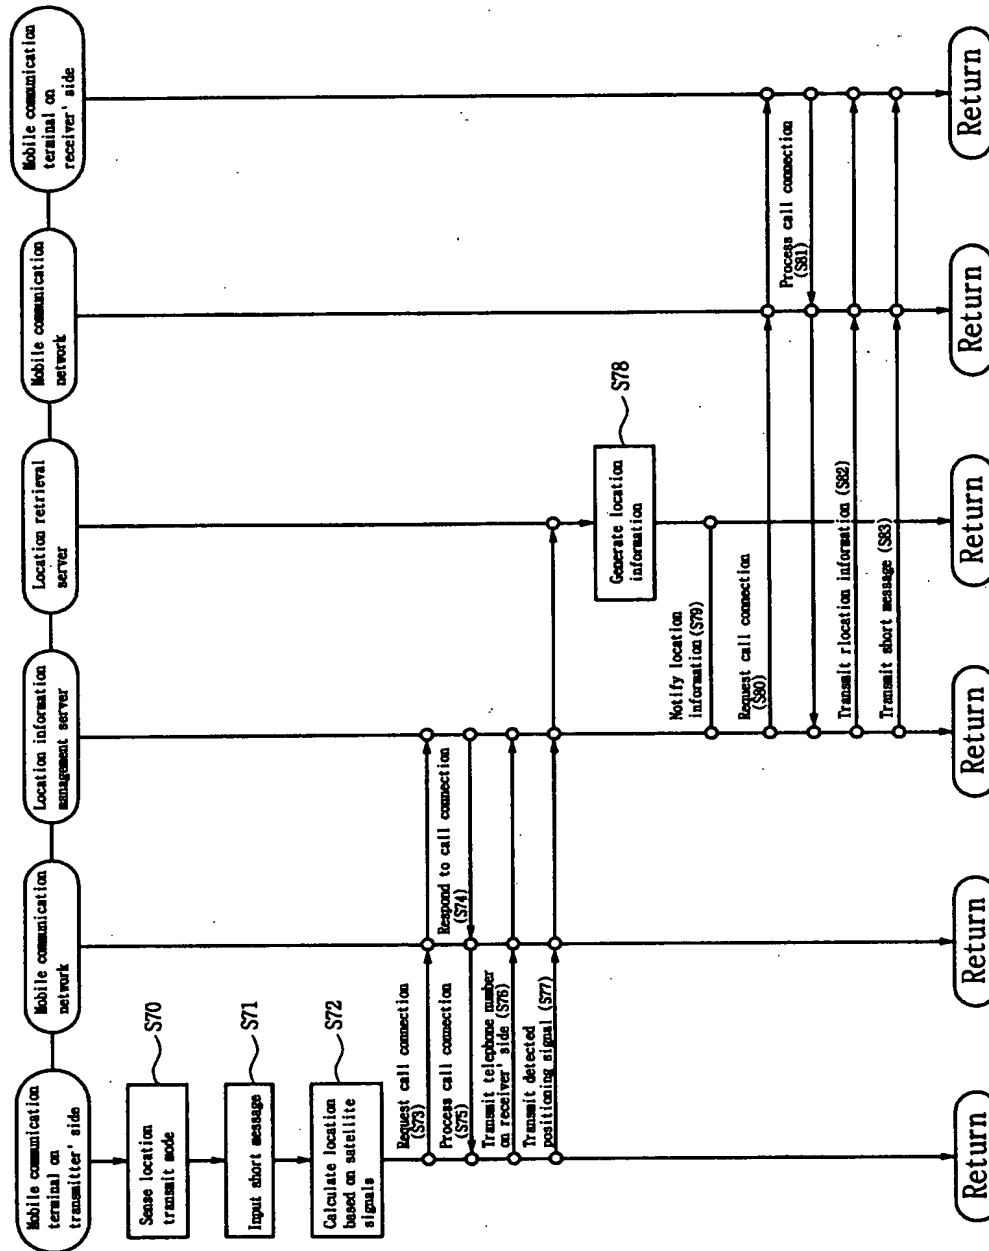 Mobile communication
terminal on
transmitter' side
Mobile communication
network
Location information
management server
Location retrieval
server
Mobile communication
network
Mobile communication
terminal on
receiver' side
Sense location
transmit mode
S70
Input short message
S71
Calculate location
based on satellite
signals
S72
Request call connection
(S73)
Respond to call connection
(S74)
Process call connection
(S75)
Transmit telephone number
on receiver' side (S76)
Transmit detected
positioning signal (S77)
Generate location
information
S78
Notify location
information (S79)
Request call connection
(S80)
Process call connection
(S81)
Transmit rlocation information (S82)
Transmit short message (S83)
Return
Return
Return
Return
Return
Return